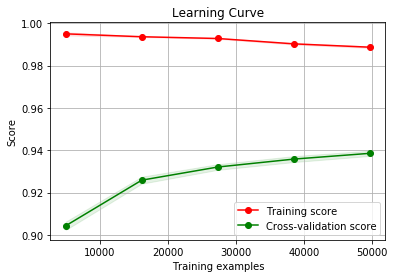 Learning Curve
1.00
0.98
0.96
0.94
0.92
0.90
Score
Training score
Cross-validation score
10000 20000 30000 40000 50000
Training examples